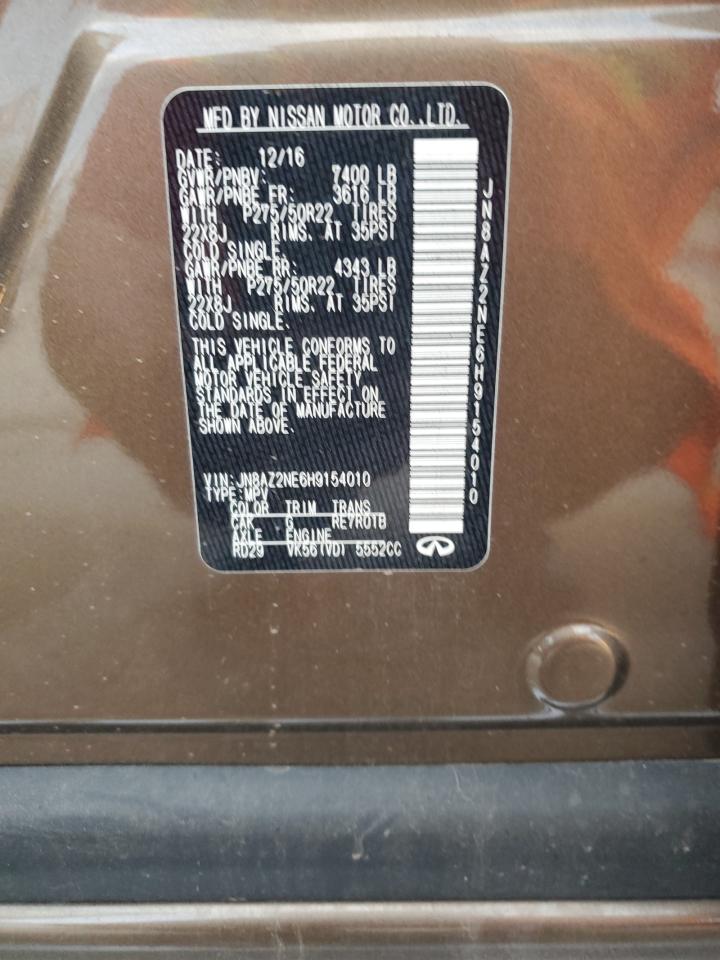 MFD BY NISSAN MOTOR CO.,LTD.
DATE: 12/16
GVWR/PNBV: 7400 LB
GAWR/PNBE FR: 3616 LB
WITH P275/50R22 TIRES
22X8J RIMS. AT 35PSI
COLD SINGLE.
GAWR/PNBE RR: 4343 LB
WITH P275/50R22 TIRES
22X8J RIMS. AT 35PSI
COLD SINGLE.
THIS VEHICLE CONFORMS TO
ALL APPLICABLE FEDERAL
MOTOR VEHICLE SAFETY
STANDARDS IN EFFECT ON
THE DATE OF MANUFACTURE
SHOWN ABOVE.
VIN:JN8AZ2NE6H9154010
TYPE:MPV
COLOR TRIM TRANS
CAK G RE7R01B
AXLE ENGINE
RD29 VK56(VD) 5552CC
JN8AZ2NE6H9154010